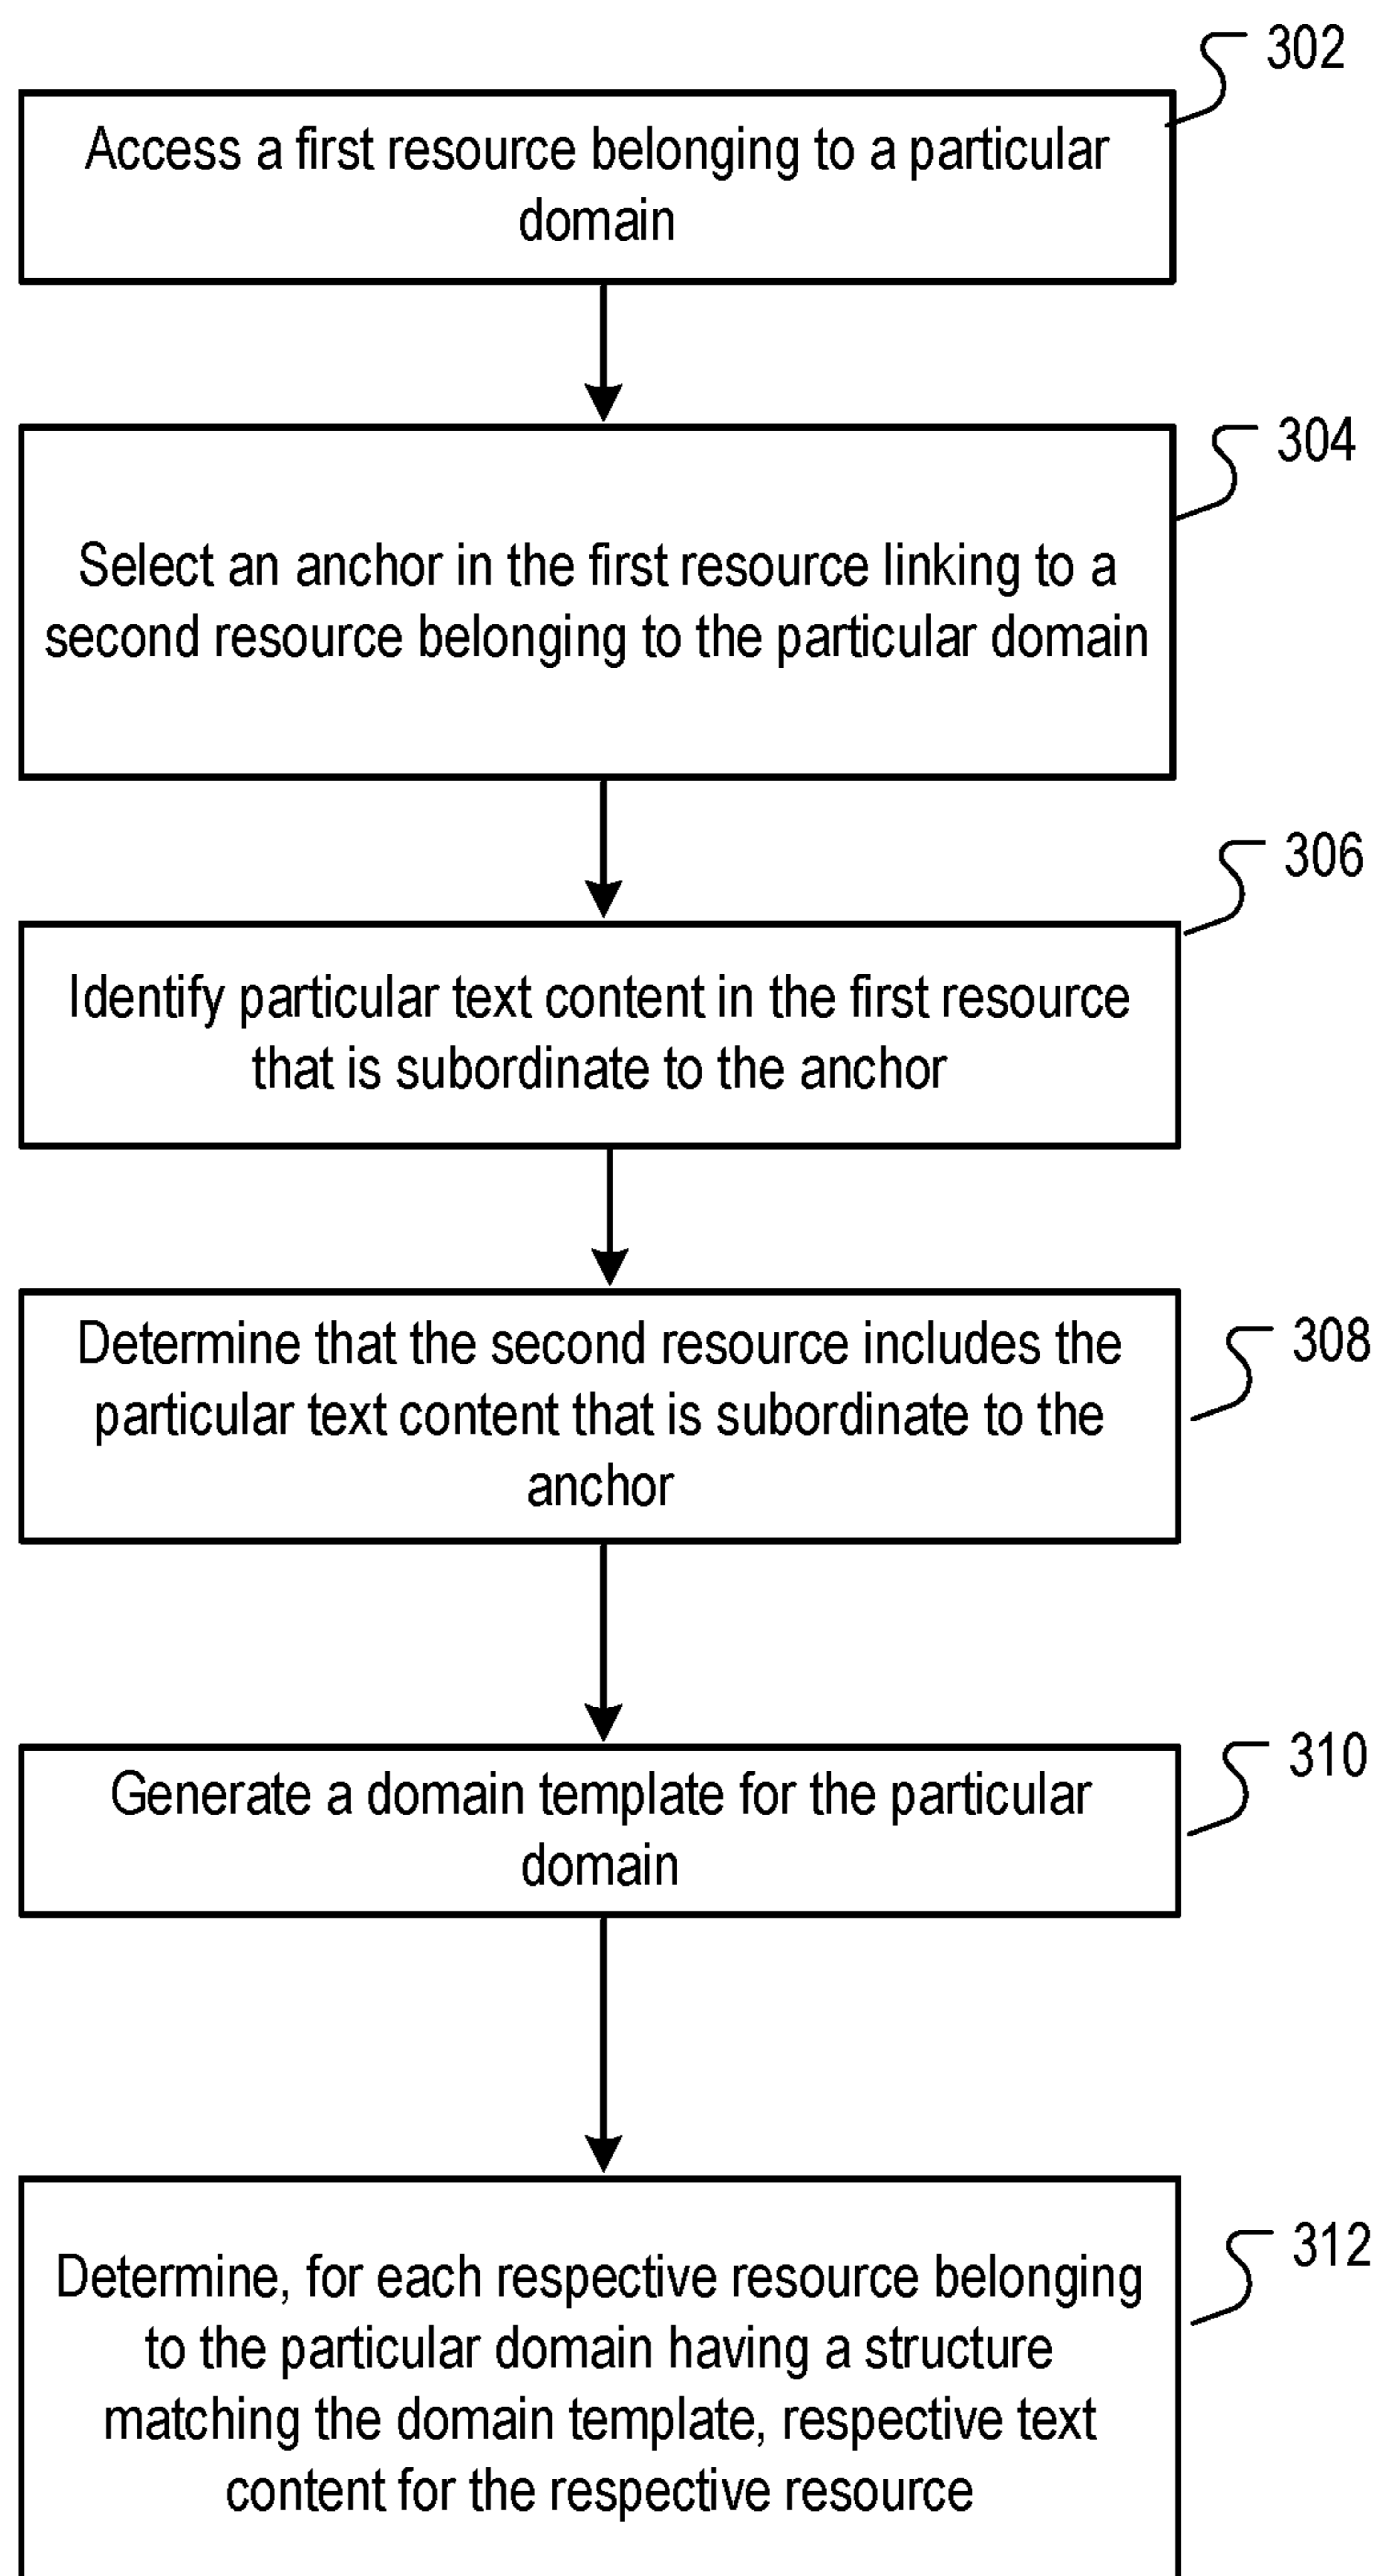 302
Access a first resource belonging to a particular
domain
304
Select an anchor in the first resource linking to a
second resource belonging to the particular domain
306
Identify particular text content in the first resource
that is subordinate to the anchor
308
Determine that the second resource includes the
particular text content that is subordinate to the
anchor
310
Generate a domain template for the particular
domain
312
Determine, for each respective resource belonging
to the particular domain having a structure
matching the domain template, respective text
content for the respective resource